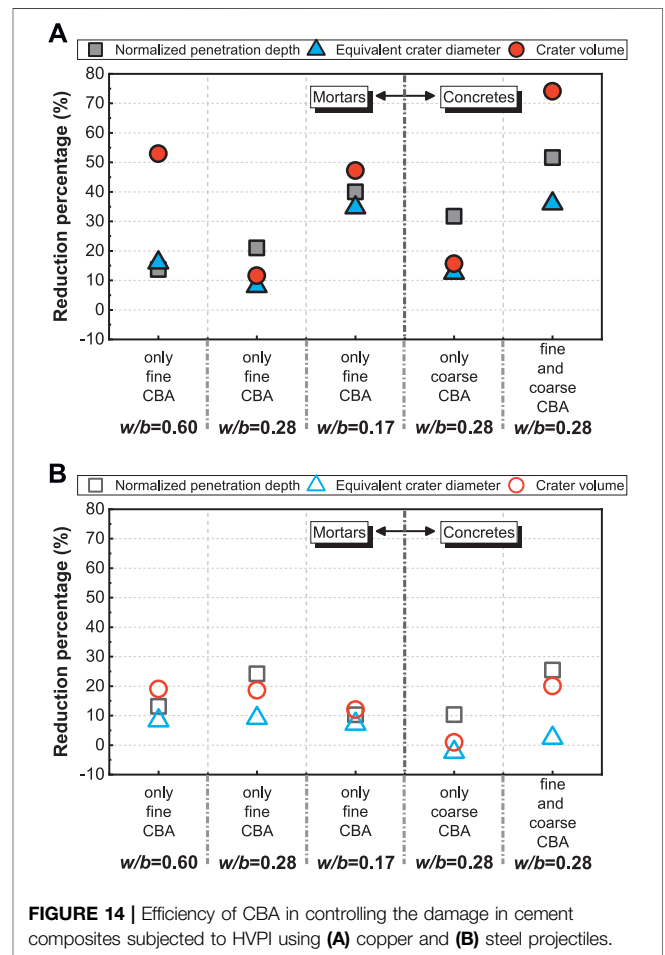 A
Normalized penetration depth Equivalent crater diameter Crater volume
80
70
60
50
40
30
20
10
0
-10
Reduction percentage (%)
Mortars Concretes
only fine CBA
only fine CBA
only fine CBA
only coarse CBA
fine and coarse CBA
w/b=0.60 w/b=0.28 w/b=0.17 w/b=0.28 w/b=0.28
B
Normalized penetration depth Equivalent crater diameter Crater volume
80
70
60
50
40
30
20
10
0
-10
Reduction percentage (%)
Mortars Concretes
only fine CBA
only fine CBA
only fine CBA
only coarse CBA
fine and coarse CBA
w/b=0.60 w/b=0.28 w/b=0.17 w/b=0.28 w/b=0.28
FIGURE 14 | Efficiency of CBA in controlling the damage in cement
composites subjected to HVPI using (A) copper and (B) steel projectiles.